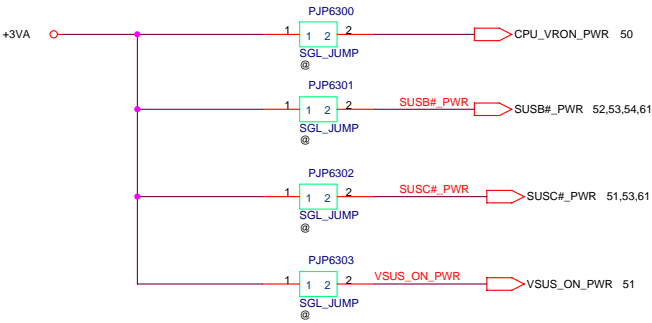 PJP6300
+3VA 1 1 2 2 CPU_VRON_PWR 50
SGL_JUMP
@
PJP6301
1 1 2 2 SUSB#_PWR SUSB#_PWR 52,53,54,61
SGL_JUMP
@
PJP6302
1 1 2 2 SUSC#_PWR SUSC#_PWR 51,53,61
SGL_JUMP
@
PJP6303
1 1 2 2 VSUS_ON_PWR VSUS_ON_PWR 51
SGL_JUMP
@